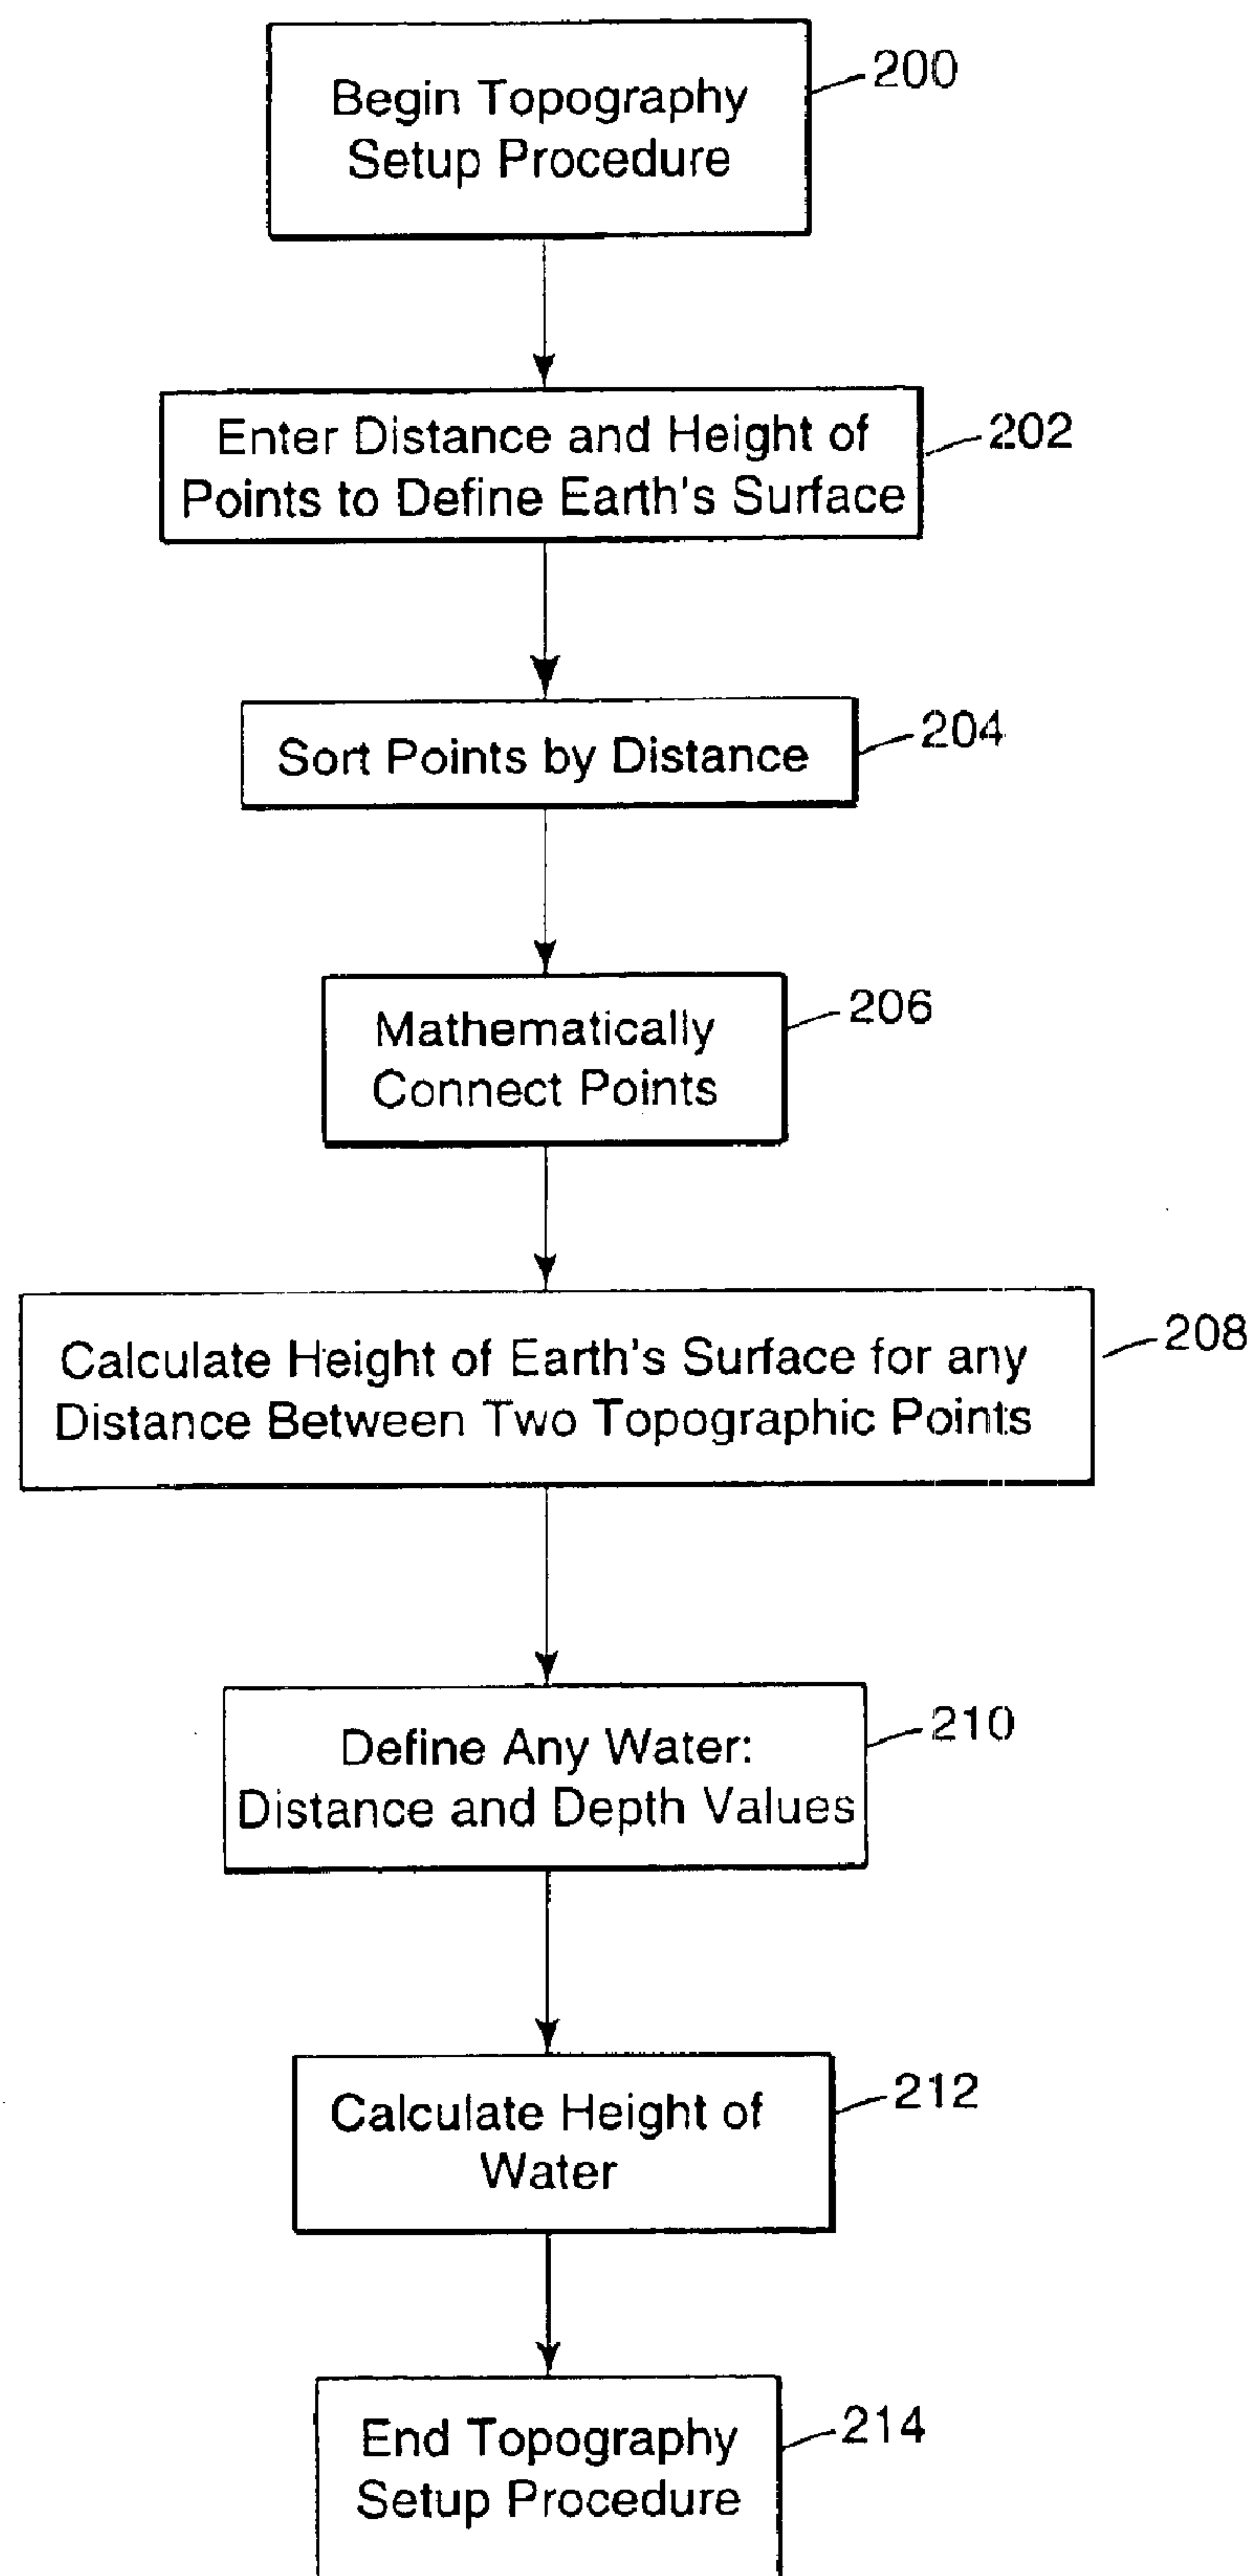 Begin Topography
Setup Procedure
200
Enter Distance and Height of
Points to Define Earth's Surface
202
Sort Points by Distance
204
Mathematically
Connect Points
206
Calculate Height of Earth's Surface for any
Distance Between Two Topographic Points
208
Define Any Water:
Distance and Depth Values
210
Calculate Height of
Water
212
End Topography
Setup Procedure
214